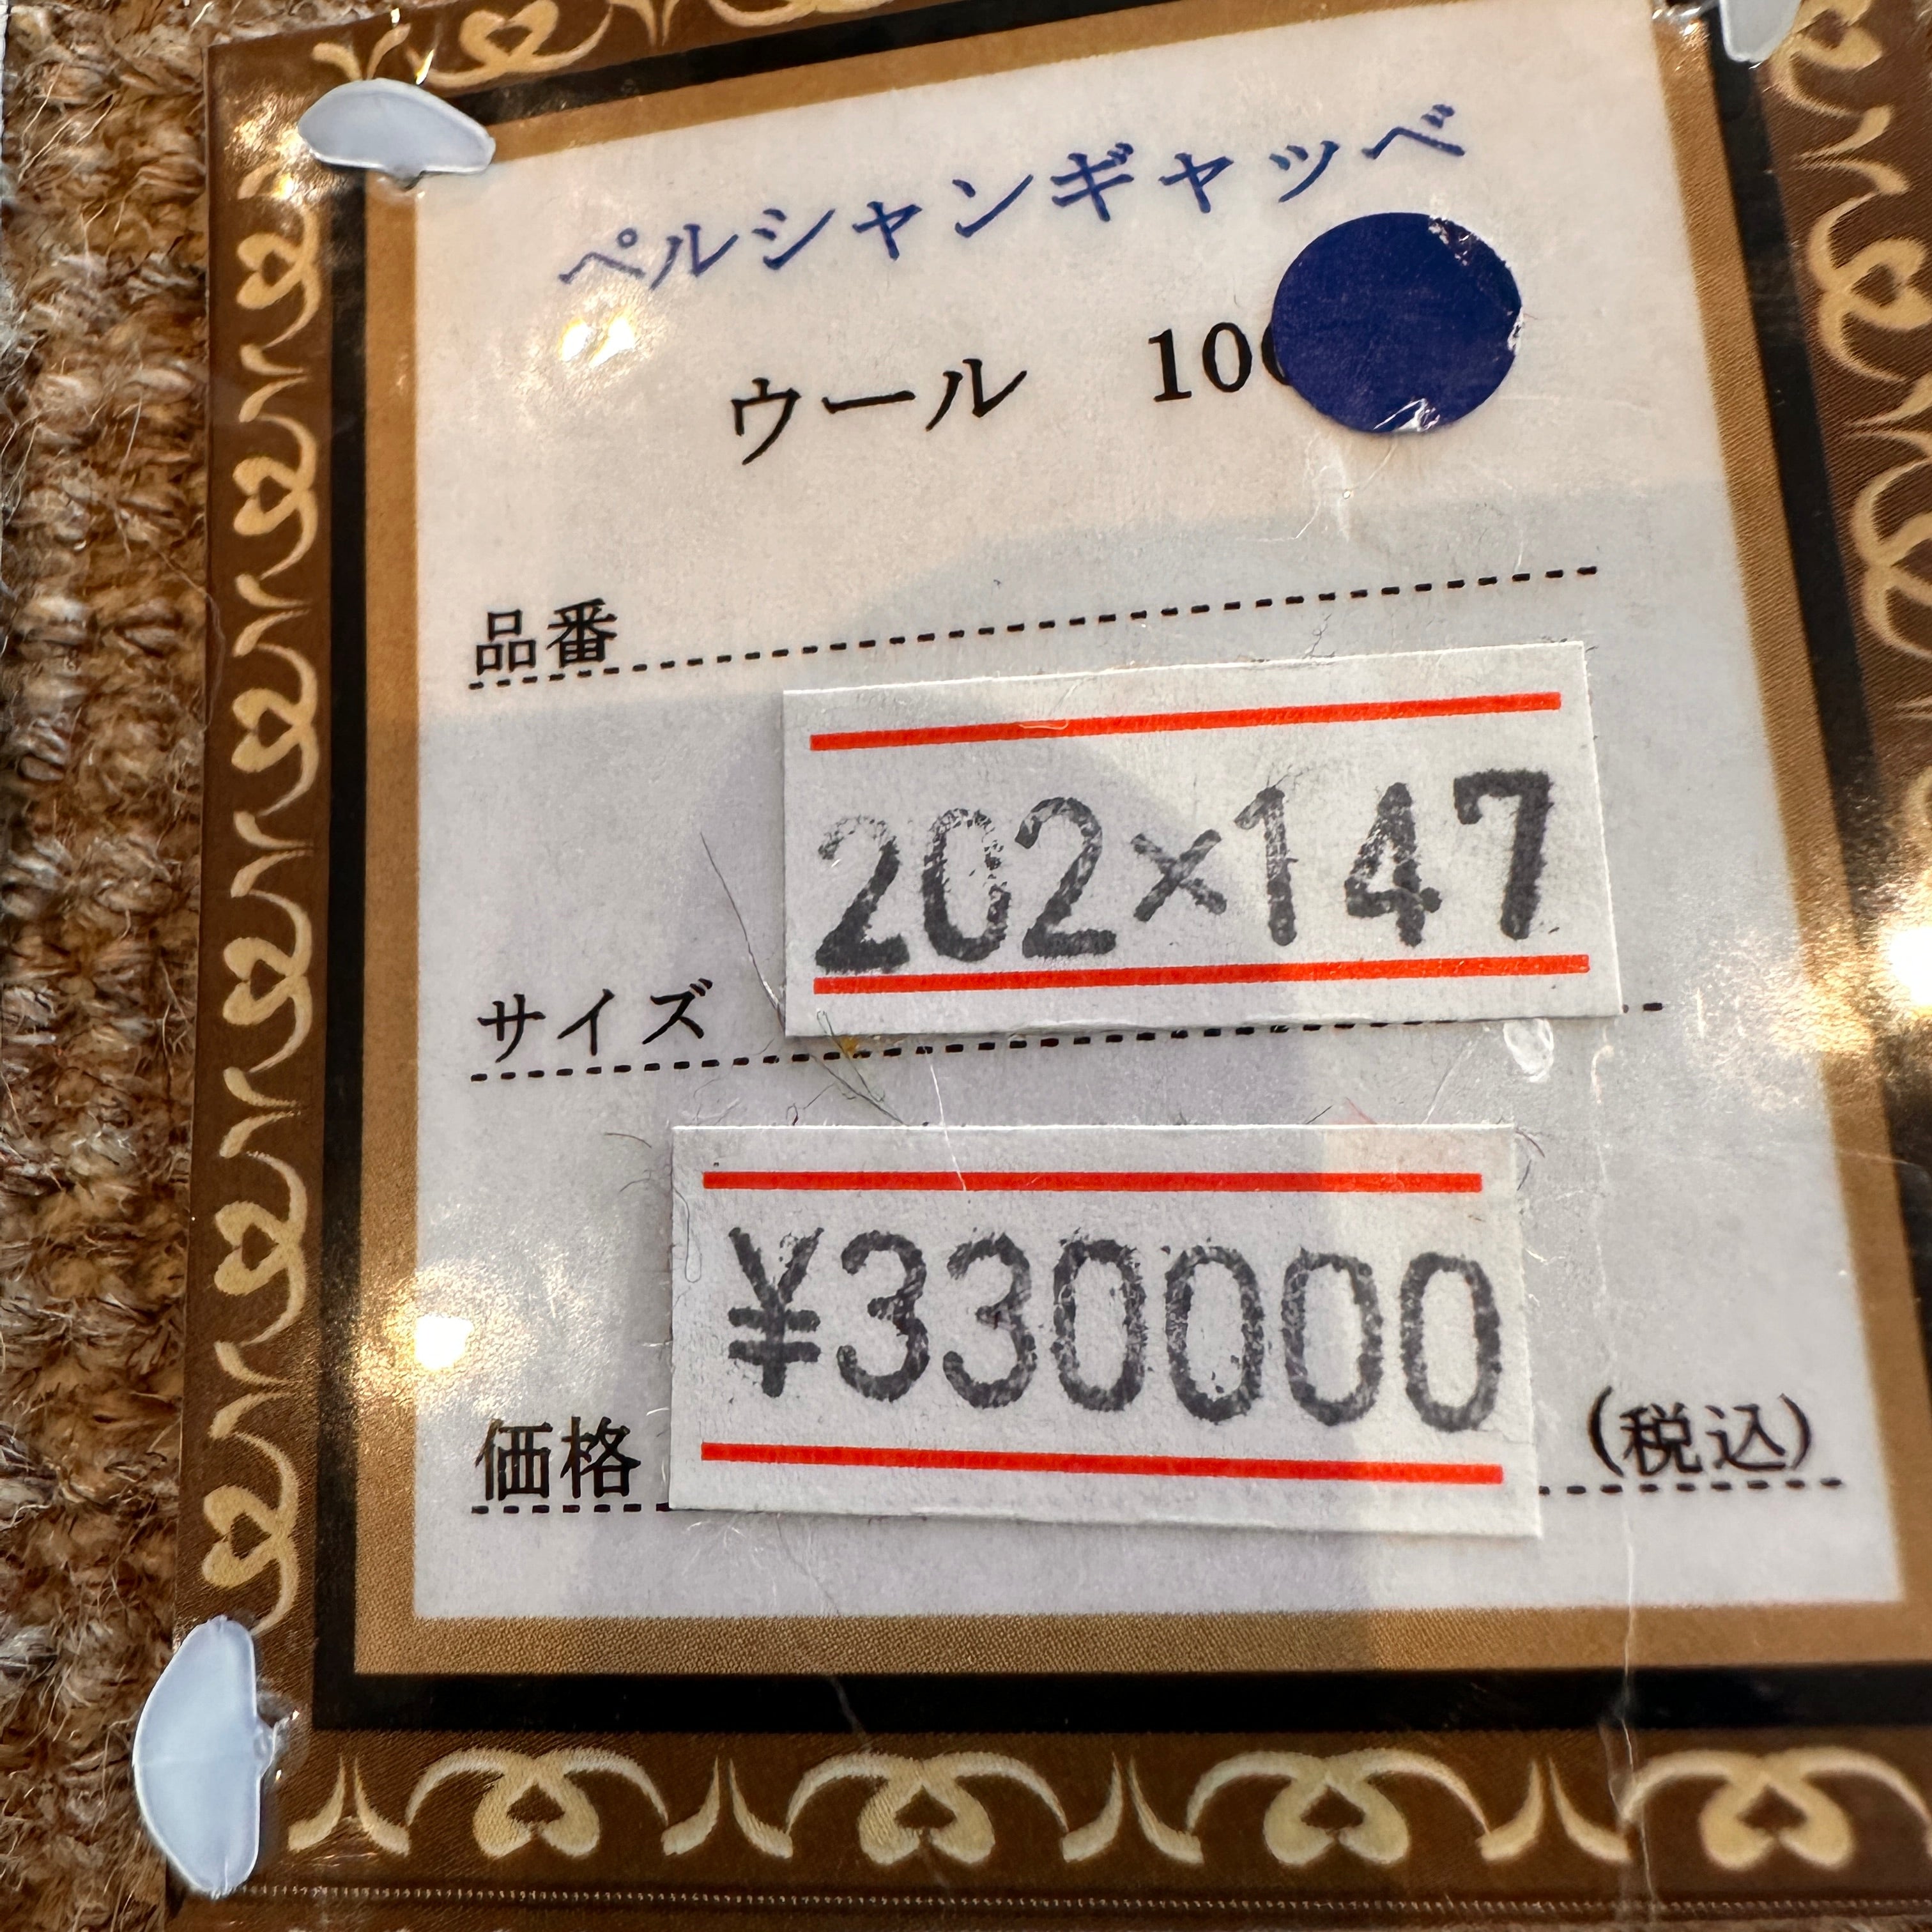 ペルシャンギャッベ
ウール 10
品番
202×147
サイズ
¥330000
価格 (税込)